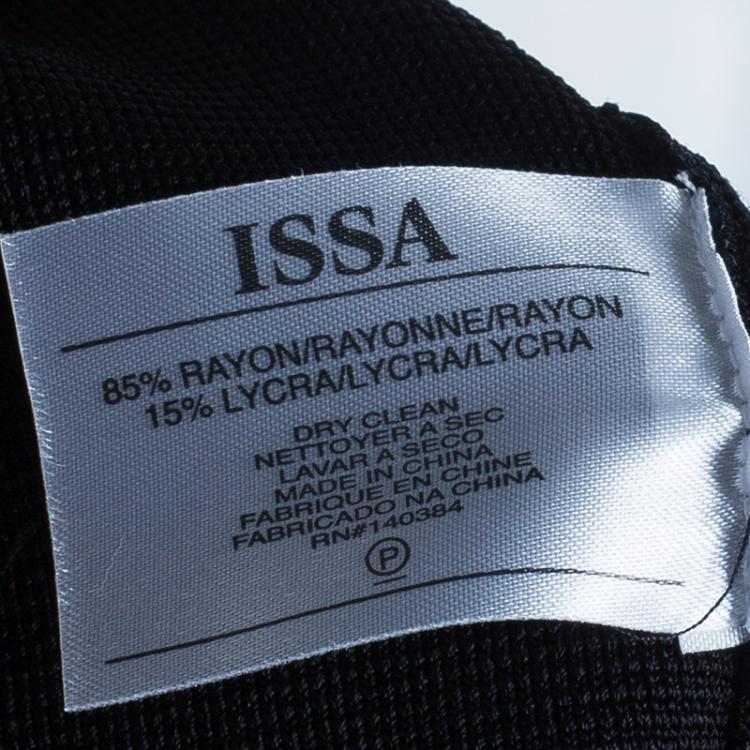 ISSA
85% RAYON/RAYONNE/RAYON
15% LYCRA/LYCRA/LYCRA
DRY CLEAN
NETTOYER A SEC
LAVAR A SECO
MADE IN CHINA
FABRIQUE EN CHINE
FABRICADO NA CHINA
RN#140384
P